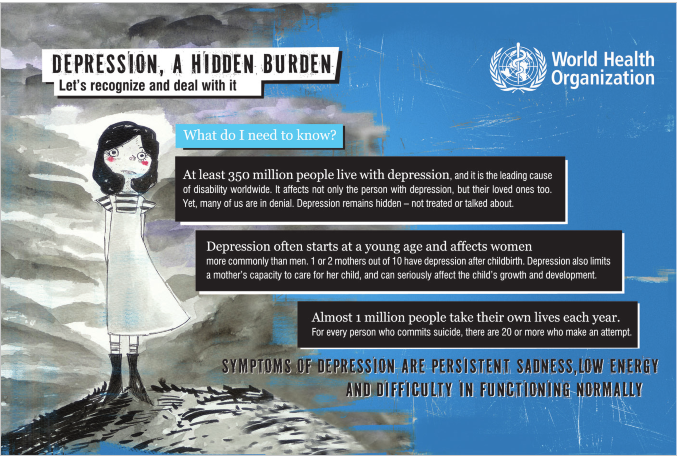 DEPRESSION, A HIDDEN BURDEN
Let's recognize and deal with it
World Health
Organization
What do I need to know?
At least 350 million people live with depression, and it is the leading cause
of disability worldwide. It affects not only the person with depression, but their loved ones too.
Yet, many of us are in denial. Depression remains hidden – not treated or talked about.
Depression often starts at a young age and affects women
more commonly than men. 1 or 2 mothers out of 10 have depression after childbirth. Depression also limits
a mother's capacity to care for her child, and can seriously affect the child's growth and development.
Almost 1 million people take their own lives each year.
For every person who commits suicide, there are 20 or more who make an attempt.
SYMPTOMS OF DEPRESSION ARE PERSISTENT SADNESS,LOW ENERGY
AND DIFFICULTY IN FUNCTIONING NORMALLY